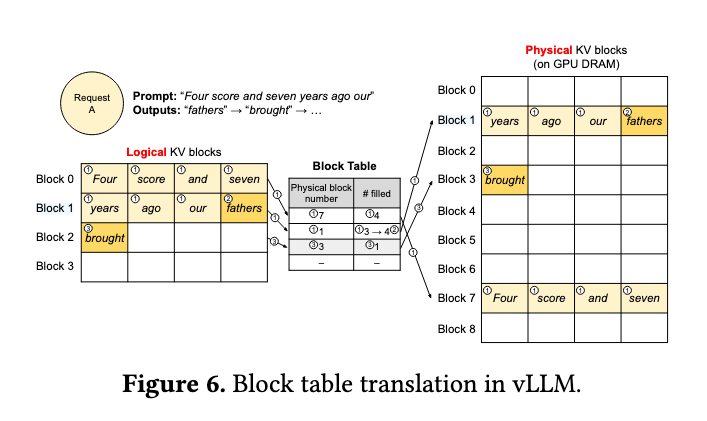 Physical KV blocks
(on GPU DRAM)
Request
A
Prompt: “Four score and seven years ago our”
Outputs: “fathers” → “brought” → …
Logical KV blocks
Block 0
① Four ① score ① and ① seven
Block 1
① years ① ago ① our ② fathers
Block 2
③ brought
Block 3
Block Table
Physical block
number
# filled
①7 ①4
①1 ①3 → 4②
③3 ③1
– –
①
①
③
①
③
①
Block 0
Block 1
① years ① ago ① our ② fathers
Block 2
Block 3
③ brought
Block 4
Block 5
Block 6
Block 7
① Four ① score ① and ① seven
Block 8
Figure 6. Block table translation in vLLM.